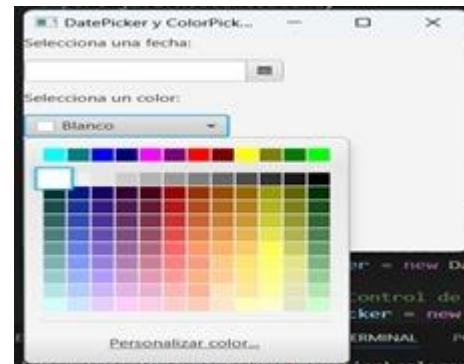 DatePicker y ColorPick...
Selecciona una fecha:
Selecciona un color:
Blanco
Personalizar color...
er = new Da
Control de
cker = new
ERMINAL